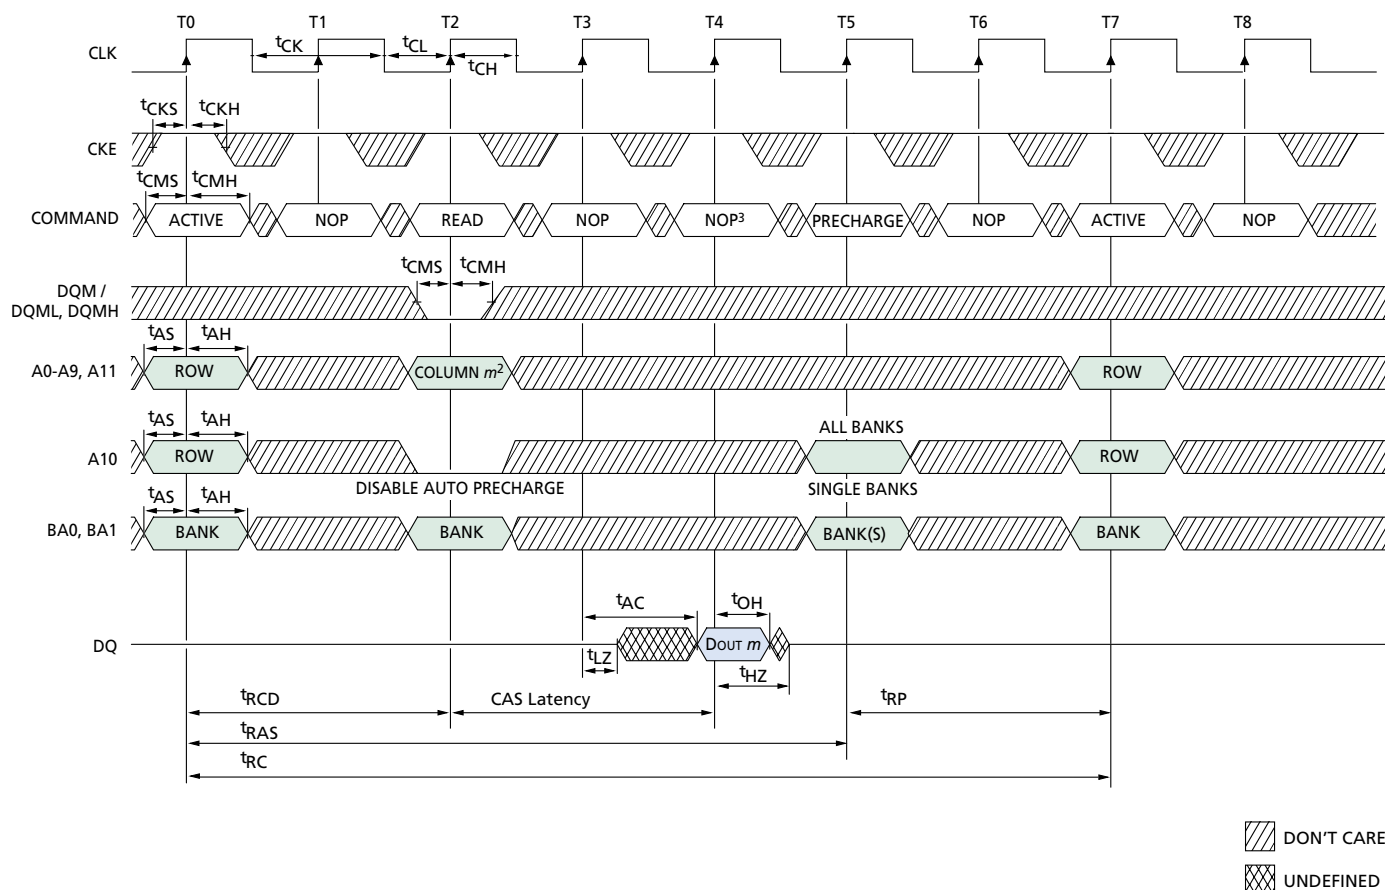 T0 T1 T2 T3 T4 T5 T6 T7 T8
CLK
tCK tCL
tCH
tCKS tCKH
CKE
tCMS tCMH
COMMAND ACTIVE NOP READ NOP NOP3 PRECHARGE NOP ACTIVE NOP
tCMS tCMH
DQM /
DQML, DQMH
tAS tAH
A0-A9, A11 ROW COLUMN m2 ROW
tAS tAH ALL BANKS
A10 ROW ROW
DISABLE AUTO PRECHARGE SINGLE BANKS
tAS tAH
BA0, BA1 BANK BANK BANK(S) BANK
tAC tOH
DQ DOUT m
tLZ tHZ
tRCD CAS Latency tRP
tRAS
tRC
DON'T CARE
UNDEFINED